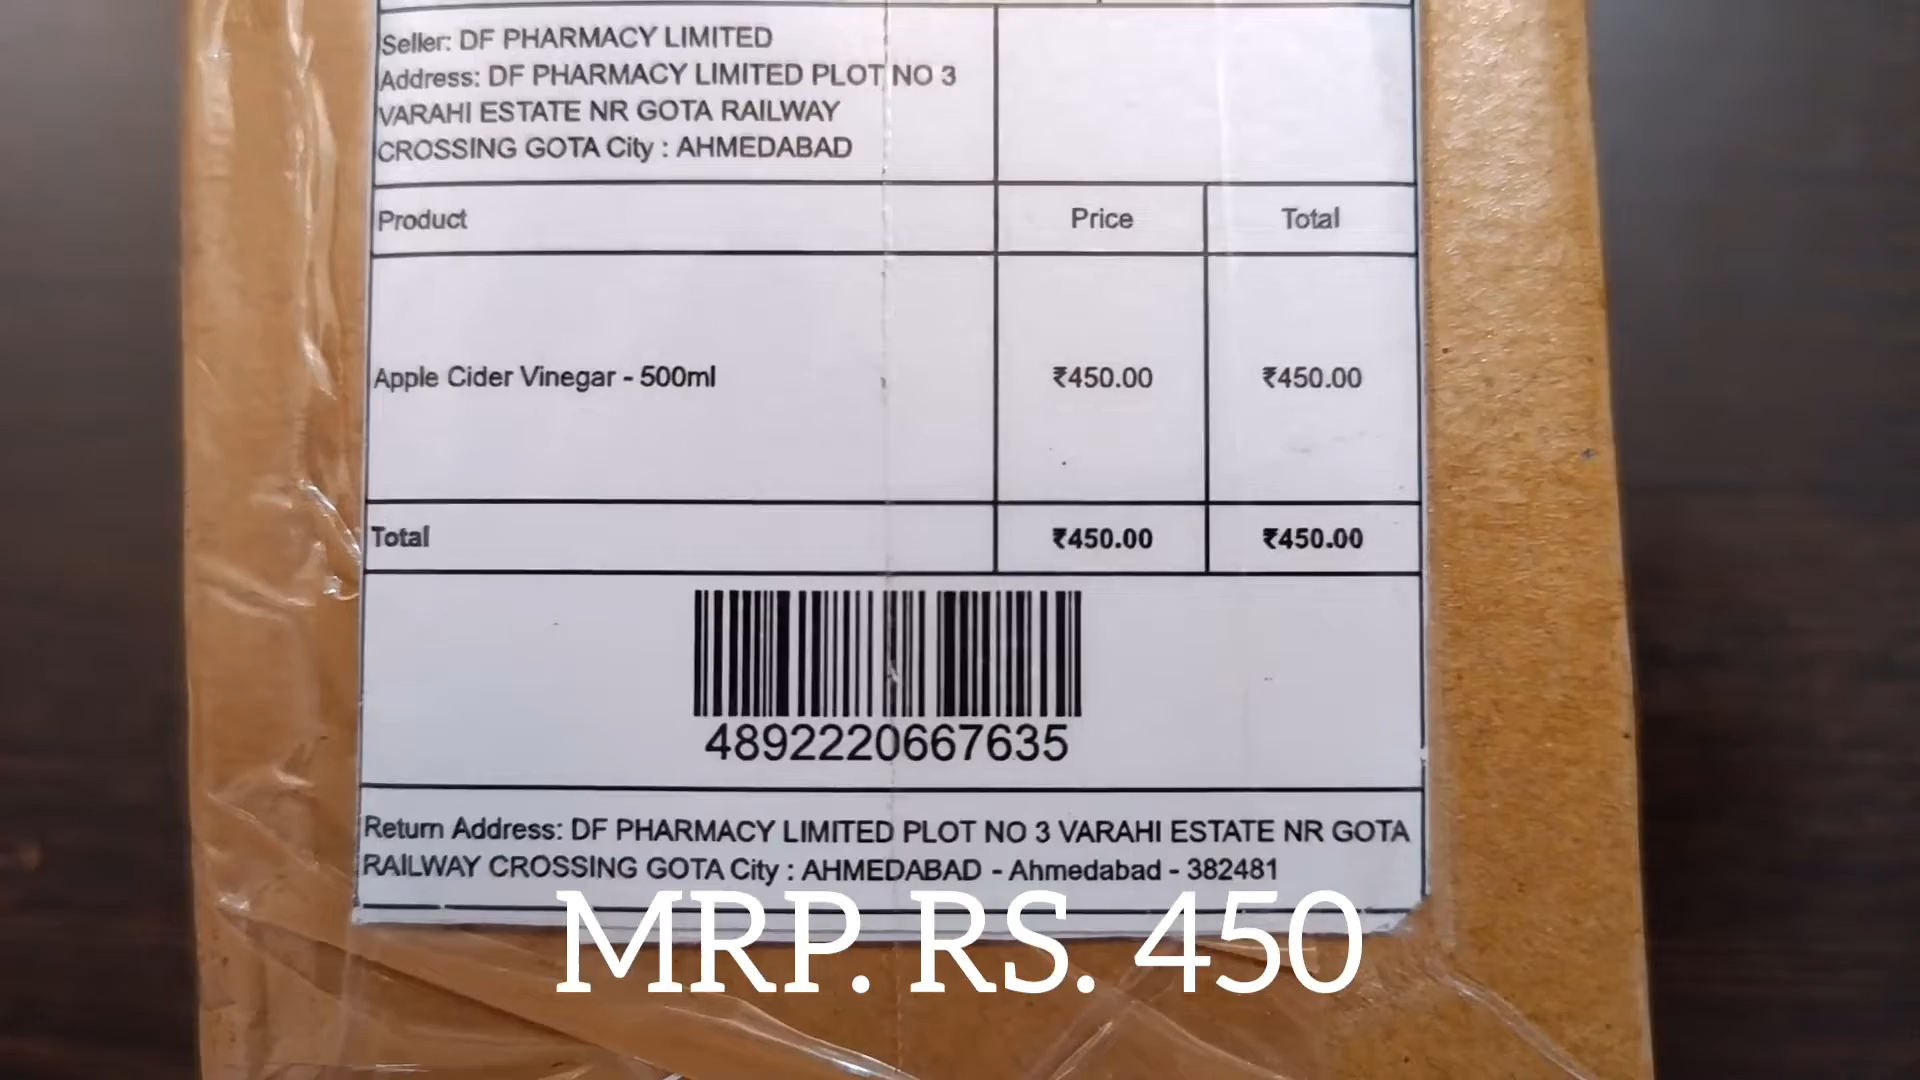 Seller: DF PHARMACY LIMITED
Address: DF PHARMACY LIMITED PLOT NO 3
VARAHI ESTATE NR GOTA RAILWAY
CROSSING GOTA City : AHMEDABAD
Product Price Total
Apple Cider Vinegar - 500ml ₹450.00 ₹450.00
Total ₹450.00 ₹450.00
4892220667635
Return Address: DF PHARMACY LIMITED PLOT NO 3 VARAHI ESTATE NR GOTA
RAILWAY CROSSING GOTA City : AHMEDABAD - Ahmedabad - 382481
MRP. RS. 450